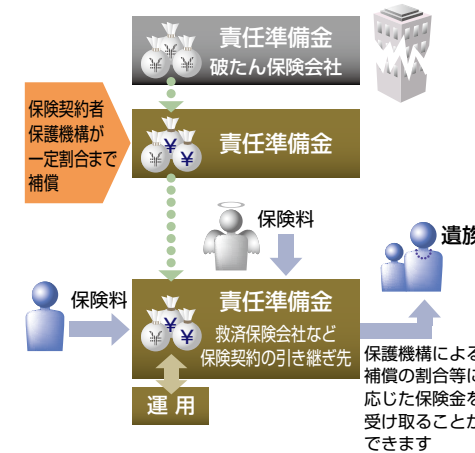 責任準備金
破たん保険会社
保険契約者
保護機構が
一定割合まで
補償
責任準備金
保険料
遺族
保険料
責任準備金
救済保険会社など
保険契約の引き継ぎ先
運用
保護機構による
補償の割合等に
応じた保険金を
受け取ることが
できます
¥
¥
¥
¥
¥
¥
¥
¥
¥